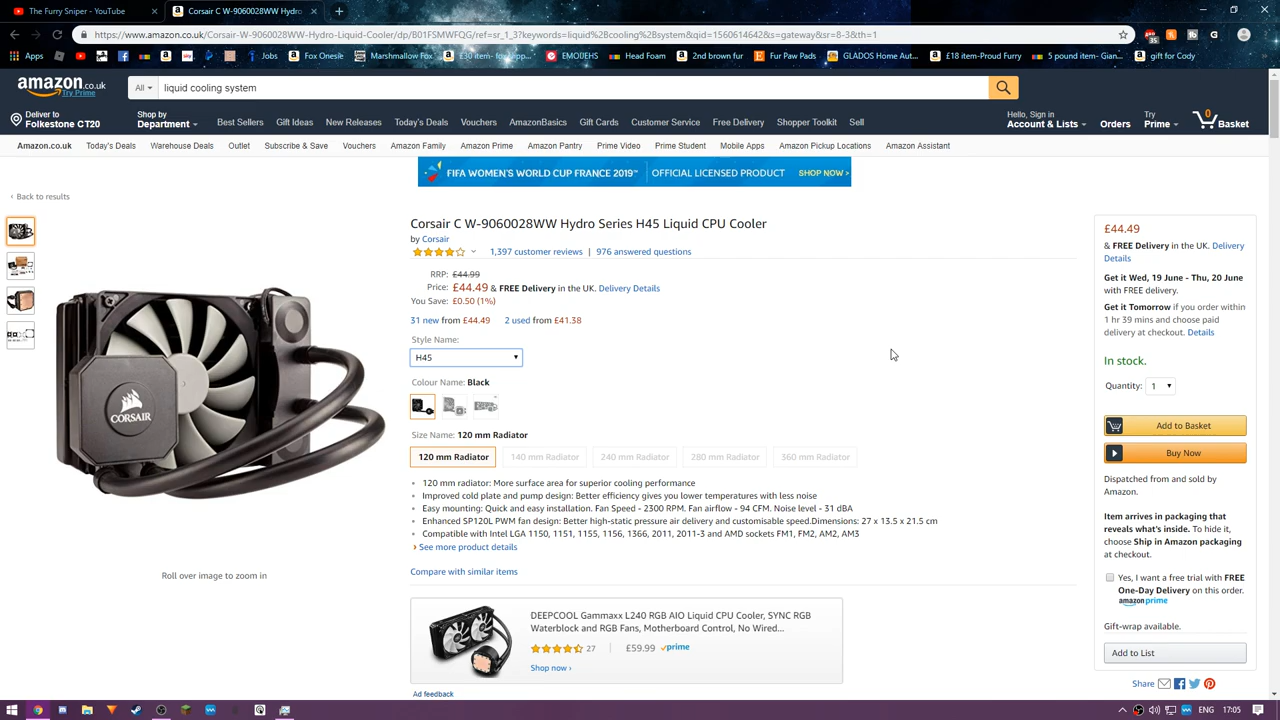 The Furry Sniper - YouTube
Corsair C W-9060028WW Hydro
https://www.amazon.co.uk/Corsair-W-9060028WW-Hydro-Liquid-Cooler/dp/B01FSMWFQG/ref=sr_1_3?keywords=liquid%2Bcooling%2Bsystem&qid=1560614642&s=gateway&sr=8-3&th=1
Apps
Jobs
Fox Onesie
Marshmallow Fox
£30 item- for app...
EMOJIEHS
Head Foam
2nd brown fur
Fur Paw Pads
GLADOS Home Aut...
£18 item-Proud Furry
5 pound item- Gian...
gift for Cody
amazon.co.uk
Try Prime
All
liquid cooling system
Deliver to
Folkestone CT20
Shop by
Department
Best Sellers
Gift Ideas
New Releases
Today's Deals
Vouchers
AmazonBasics
Gift Cards
Customer Service
Free Delivery
Shopper Toolkit
Sell
Hello, Sign in
Account & Lists
Orders
Try
Prime
0
Basket
Amazon.co.uk
Today's Deals
Warehouse Deals
Outlet
Subscribe & Save
Vouchers
Amazon Family
Amazon Prime
Amazon Pantry
Prime Video
Prime Student
Mobile Apps
Amazon Pickup Locations
Amazon Assistant
FIFA WOMEN'S WORLD CUP FRANCE 2019™ OFFICIAL LICENSED PRODUCT SHOP NOW >
‹ Back to results
CORSAIR
Roll over image to zoom in
Corsair C W-9060028WW Hydro Series H45 Liquid CPU Cooler
by Corsair
1,397 customer reviews | 976 answered questions
RRP: £44.99
Price: £44.49 & FREE Delivery in the UK. Delivery Details
You Save: £0.50 (1%)
31 new from £44.49 2 used from £41.38
Style Name:
H45
Colour Name: Black
Size Name: 120 mm Radiator
120 mm Radiator
140 mm Radiator
240 mm Radiator
280 mm Radiator
360 mm Radiator
• 120 mm radiator: More surface area for superior cooling performance
• Improved cold plate and pump design: Better efficiency gives you lower temperatures with less noise
• Easy mounting: Quick and easy installation. Fan Speed - 2300 RPM. Fan airflow - 94 CFM. Noise level - 31 dBA
• Enhanced SP120L PWM fan design: Better high-static pressure air delivery and customisable speed.Dimensions: 27 x 13.5 x 21.5 cm
• Compatible with Intel LGA 1150, 1151, 1155, 1156, 1366, 2011, 2011-3 and AMD sockets FM1, FM2, AM2, AM3
› See more product details
Compare with similar items
DEEPCOOL Gammaxx L240 RGB AIO Liquid CPU Cooler, SYNC RGB
Waterblock and RGB Fans, Motherboard Control, No Wired...
27 | £59.99 prime
Shop now ›
Ad feedback
£44.49
& FREE Delivery in the UK. Delivery
Details
Get it Wed, 19 June - Thu, 20 June
with FREE delivery.
Get it Tomorrow if you order within
1 hr 39 mins and choose paid
delivery at checkout. Details
In stock.
Quantity: 1
Add to Basket
Buy Now
Dispatched from and sold by
Amazon.
Item arrives in packaging that
reveals what's inside. To hide it,
choose Ship in Amazon packaging
at checkout.
Yes, I want a free trial with FREE
One-Day Delivery on this order.
amazonprime
Gift-wrap available.
Add to List
Share
ENG
17:05